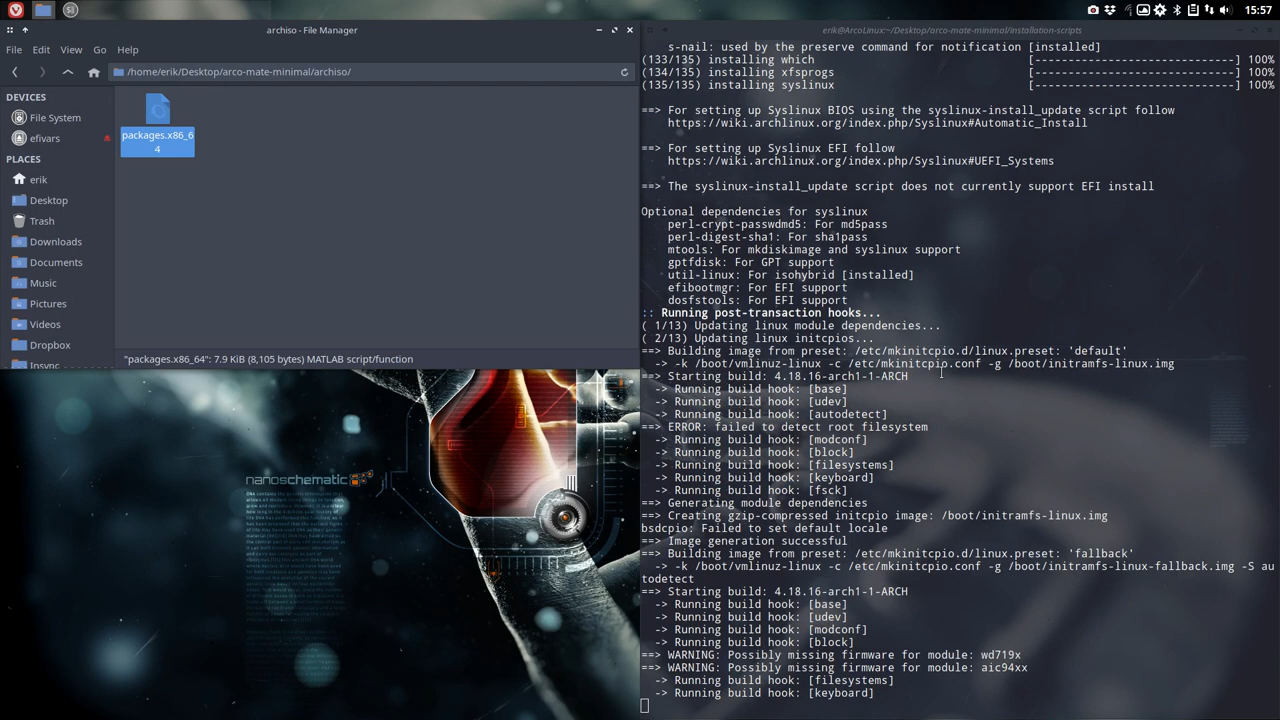 15:57
archiso - File Manager
File Edit View Go Help
/home/erik/Desktop/arco-mate-minimal/archiso/
DEVICES
File System
efivars
PLACES
erik
Desktop
Trash
Downloads
Documents
Music
Pictures
Videos
Dropbox
Insync
packages.x86_6
4
"packages.x86_64": 7.9 KiB (8,105 bytes) MATLAB script/function
nanoschematic
erik@ArcoLinux:~/Desktop/arco-mate-minimal/installation-scripts
s-nail: used by the preserve command for notification [installed]
(133/135) installing which [------------------------------] 100%
(134/135) installing xfsprogs [------------------------------] 100%
(135/135) installing syslinux [------------------------------] 100%
==> For setting up Syslinux BIOS using the syslinux-install_update script follow
https://wiki.archlinux.org/index.php/Syslinux#Automatic_Install
==> For setting up Syslinux EFI follow
https://wiki.archlinux.org/index.php/Syslinux#UEFI_Systems
==> The syslinux-install_update script does not currently support EFI install
Optional dependencies for syslinux
perl-crypt-passwdmd5: For md5pass
perl-digest-sha1: For sha1pass
mtools: For mkdiskimage and syslinux support
gptfdisk: For GPT support
util-linux: For isohybrid [installed]
efibootmgr: For EFI support
dosfstools: For EFI support
:: Running post-transaction hooks...
( 1/13) Updating linux module dependencies...
( 2/13) Updating linux initcpios...
==> Building image from preset: /etc/mkinitcpio.d/linux.preset: 'default'
-> -k /boot/vmlinuz-linux -c /etc/mkinitcpio.conf -g /boot/initramfs-linux.img
==> Starting build: 4.18.16-arch1-1-ARCH
-> Running build hook: [base]
-> Running build hook: [udev]
-> Running build hook: [autodetect]
==> ERROR: failed to detect root filesystem
-> Running build hook: [modconf]
-> Running build hook: [block]
-> Running build hook: [filesystems]
-> Running build hook: [keyboard]
-> Running build hook: [fsck]
==> Generating module dependencies
==> Creating gzip-compressed initcpio image: /boot/initramfs-linux.img
bsdcpio: Failed to set default locale
==> Image generation successful
==> Building image from preset: /etc/mkinitcpio.d/linux.preset: 'fallback'
-> -k /boot/vmlinuz-linux -c /etc/mkinitcpio.conf -g /boot/initramfs-linux-fallback.img -S au
todetect
==> Starting build: 4.18.16-arch1-1-ARCH
-> Running build hook: [base]
-> Running build hook: [udev]
-> Running build hook: [modconf]
-> Running build hook: [block]
==> WARNING: Possibly missing firmware for module: wd719x
==> WARNING: Possibly missing firmware for module: aic94xx
-> Running build hook: [filesystems]
-> Running build hook: [keyboard]